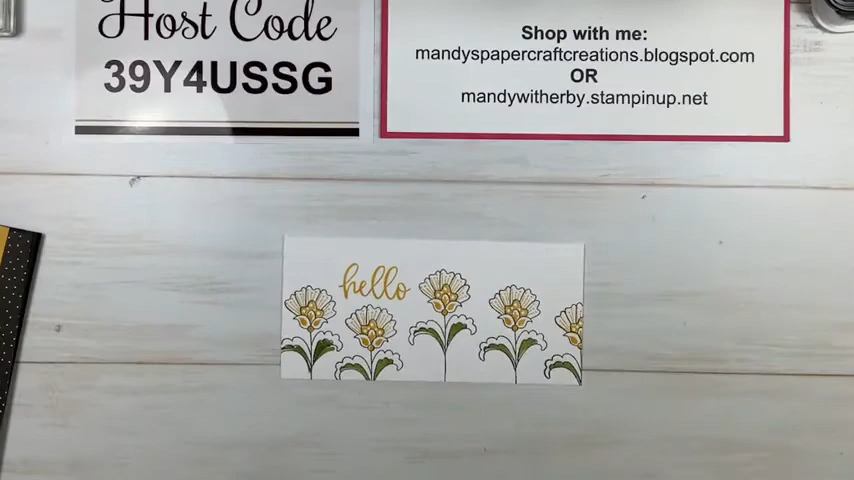 Host Code
39Y4USSG
Shop with me:
mandyspapercraftcreations.blogspot.com
OR
mandywitherby.stampinup.net
hello